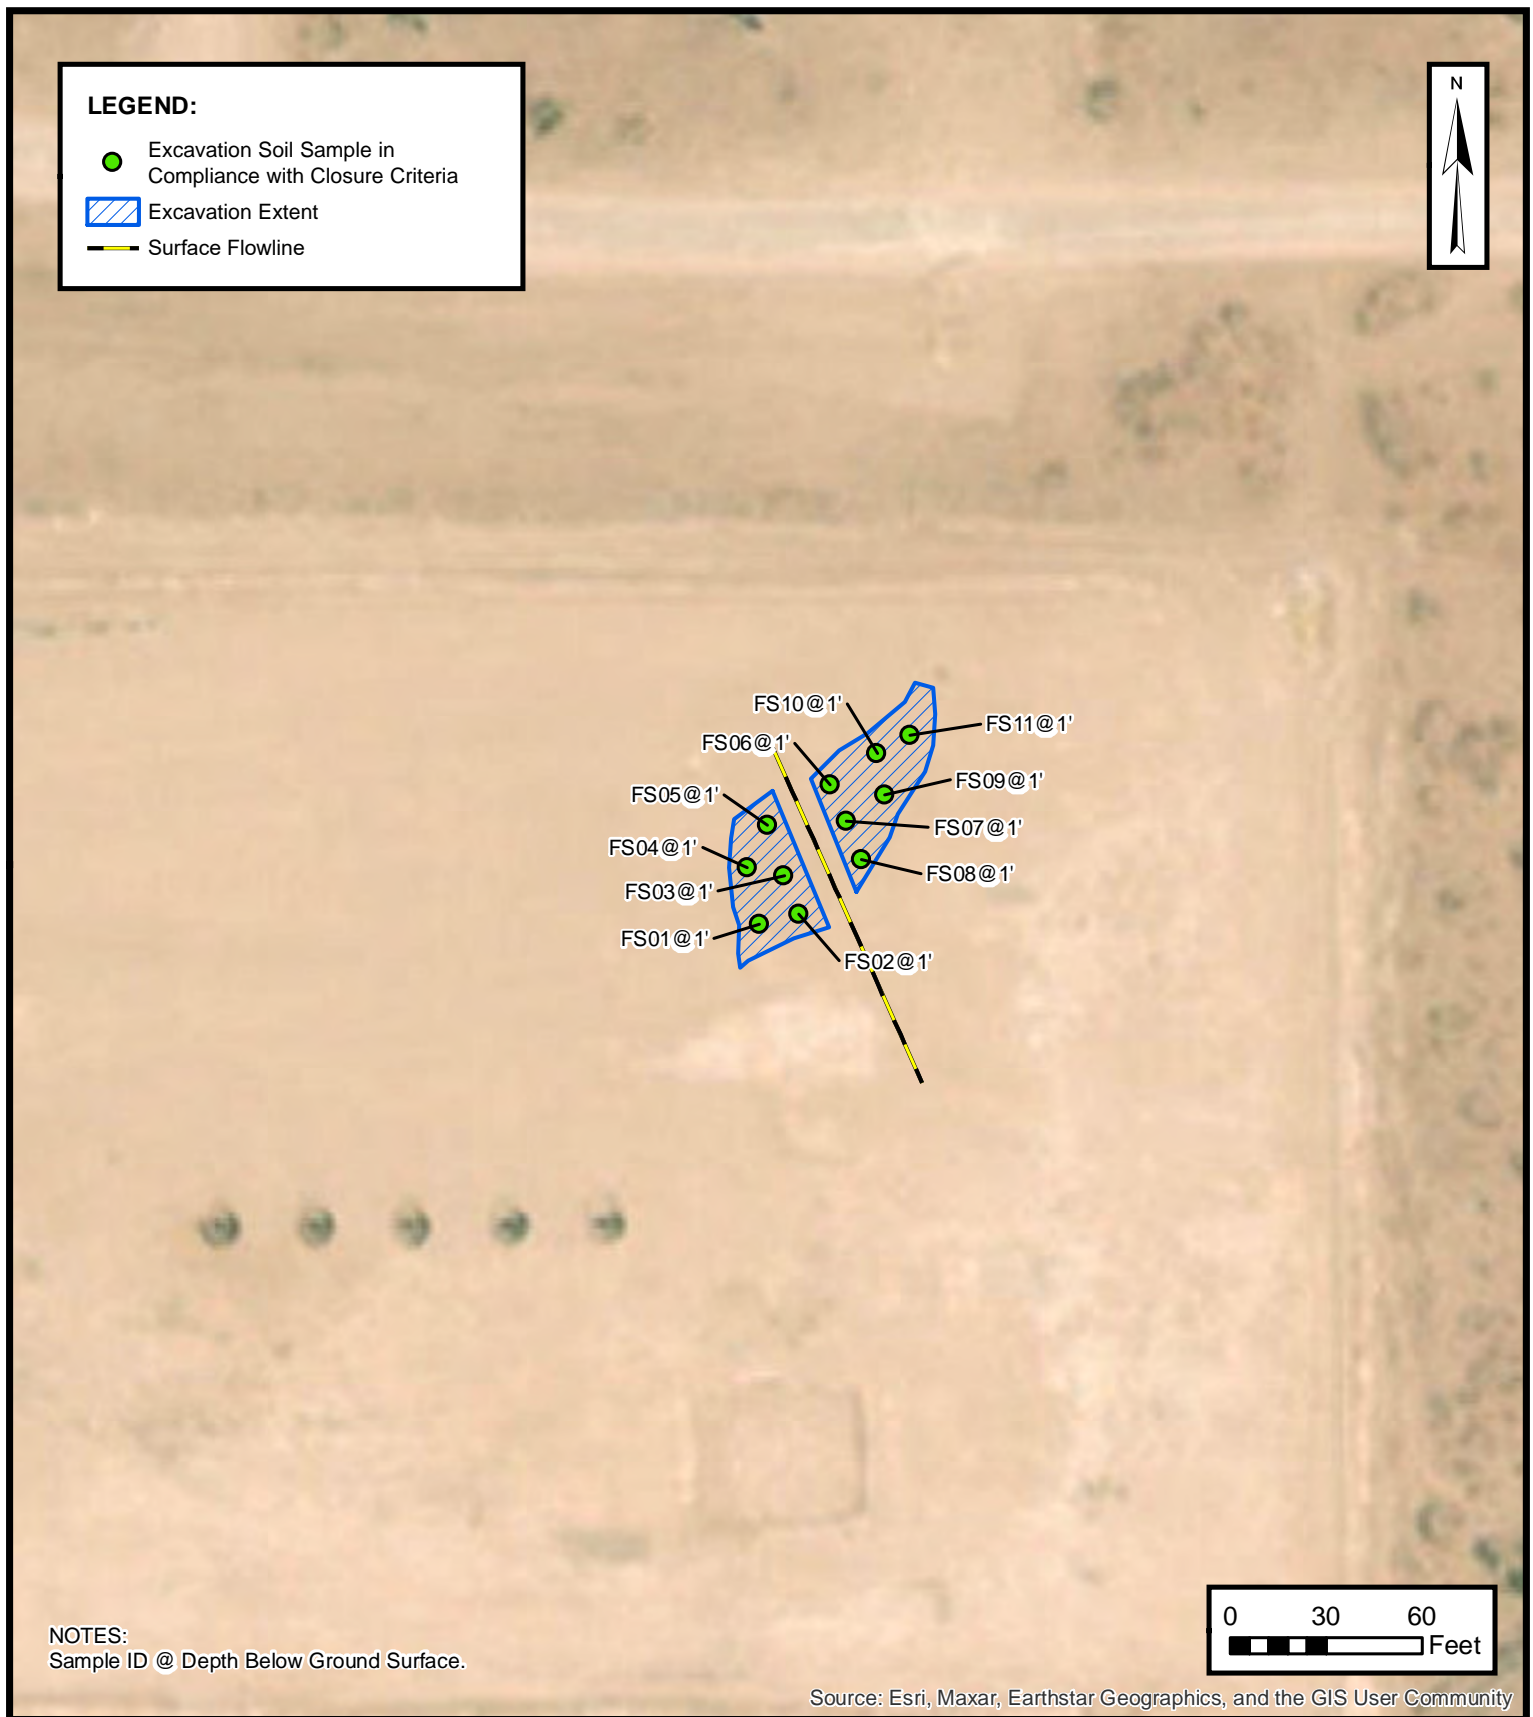 LEGEND:
Excavation Soil Sample in
Compliance with Closure Criteria
Excavation Extent
Surface Flowline
N
FS10@1'
FS11@1'
FS06@1'
FS09@1'
FS05@1'
FS07@1'
FS04@1'
FS08@1'
FS03@1'
FS01@1'
FS02@1'
0 30 60
Feet
NOTES:
Sample ID @ Depth Below Ground Surface.
Source: Esri, Maxar, Earthstar Geographics, and the GIS User Community